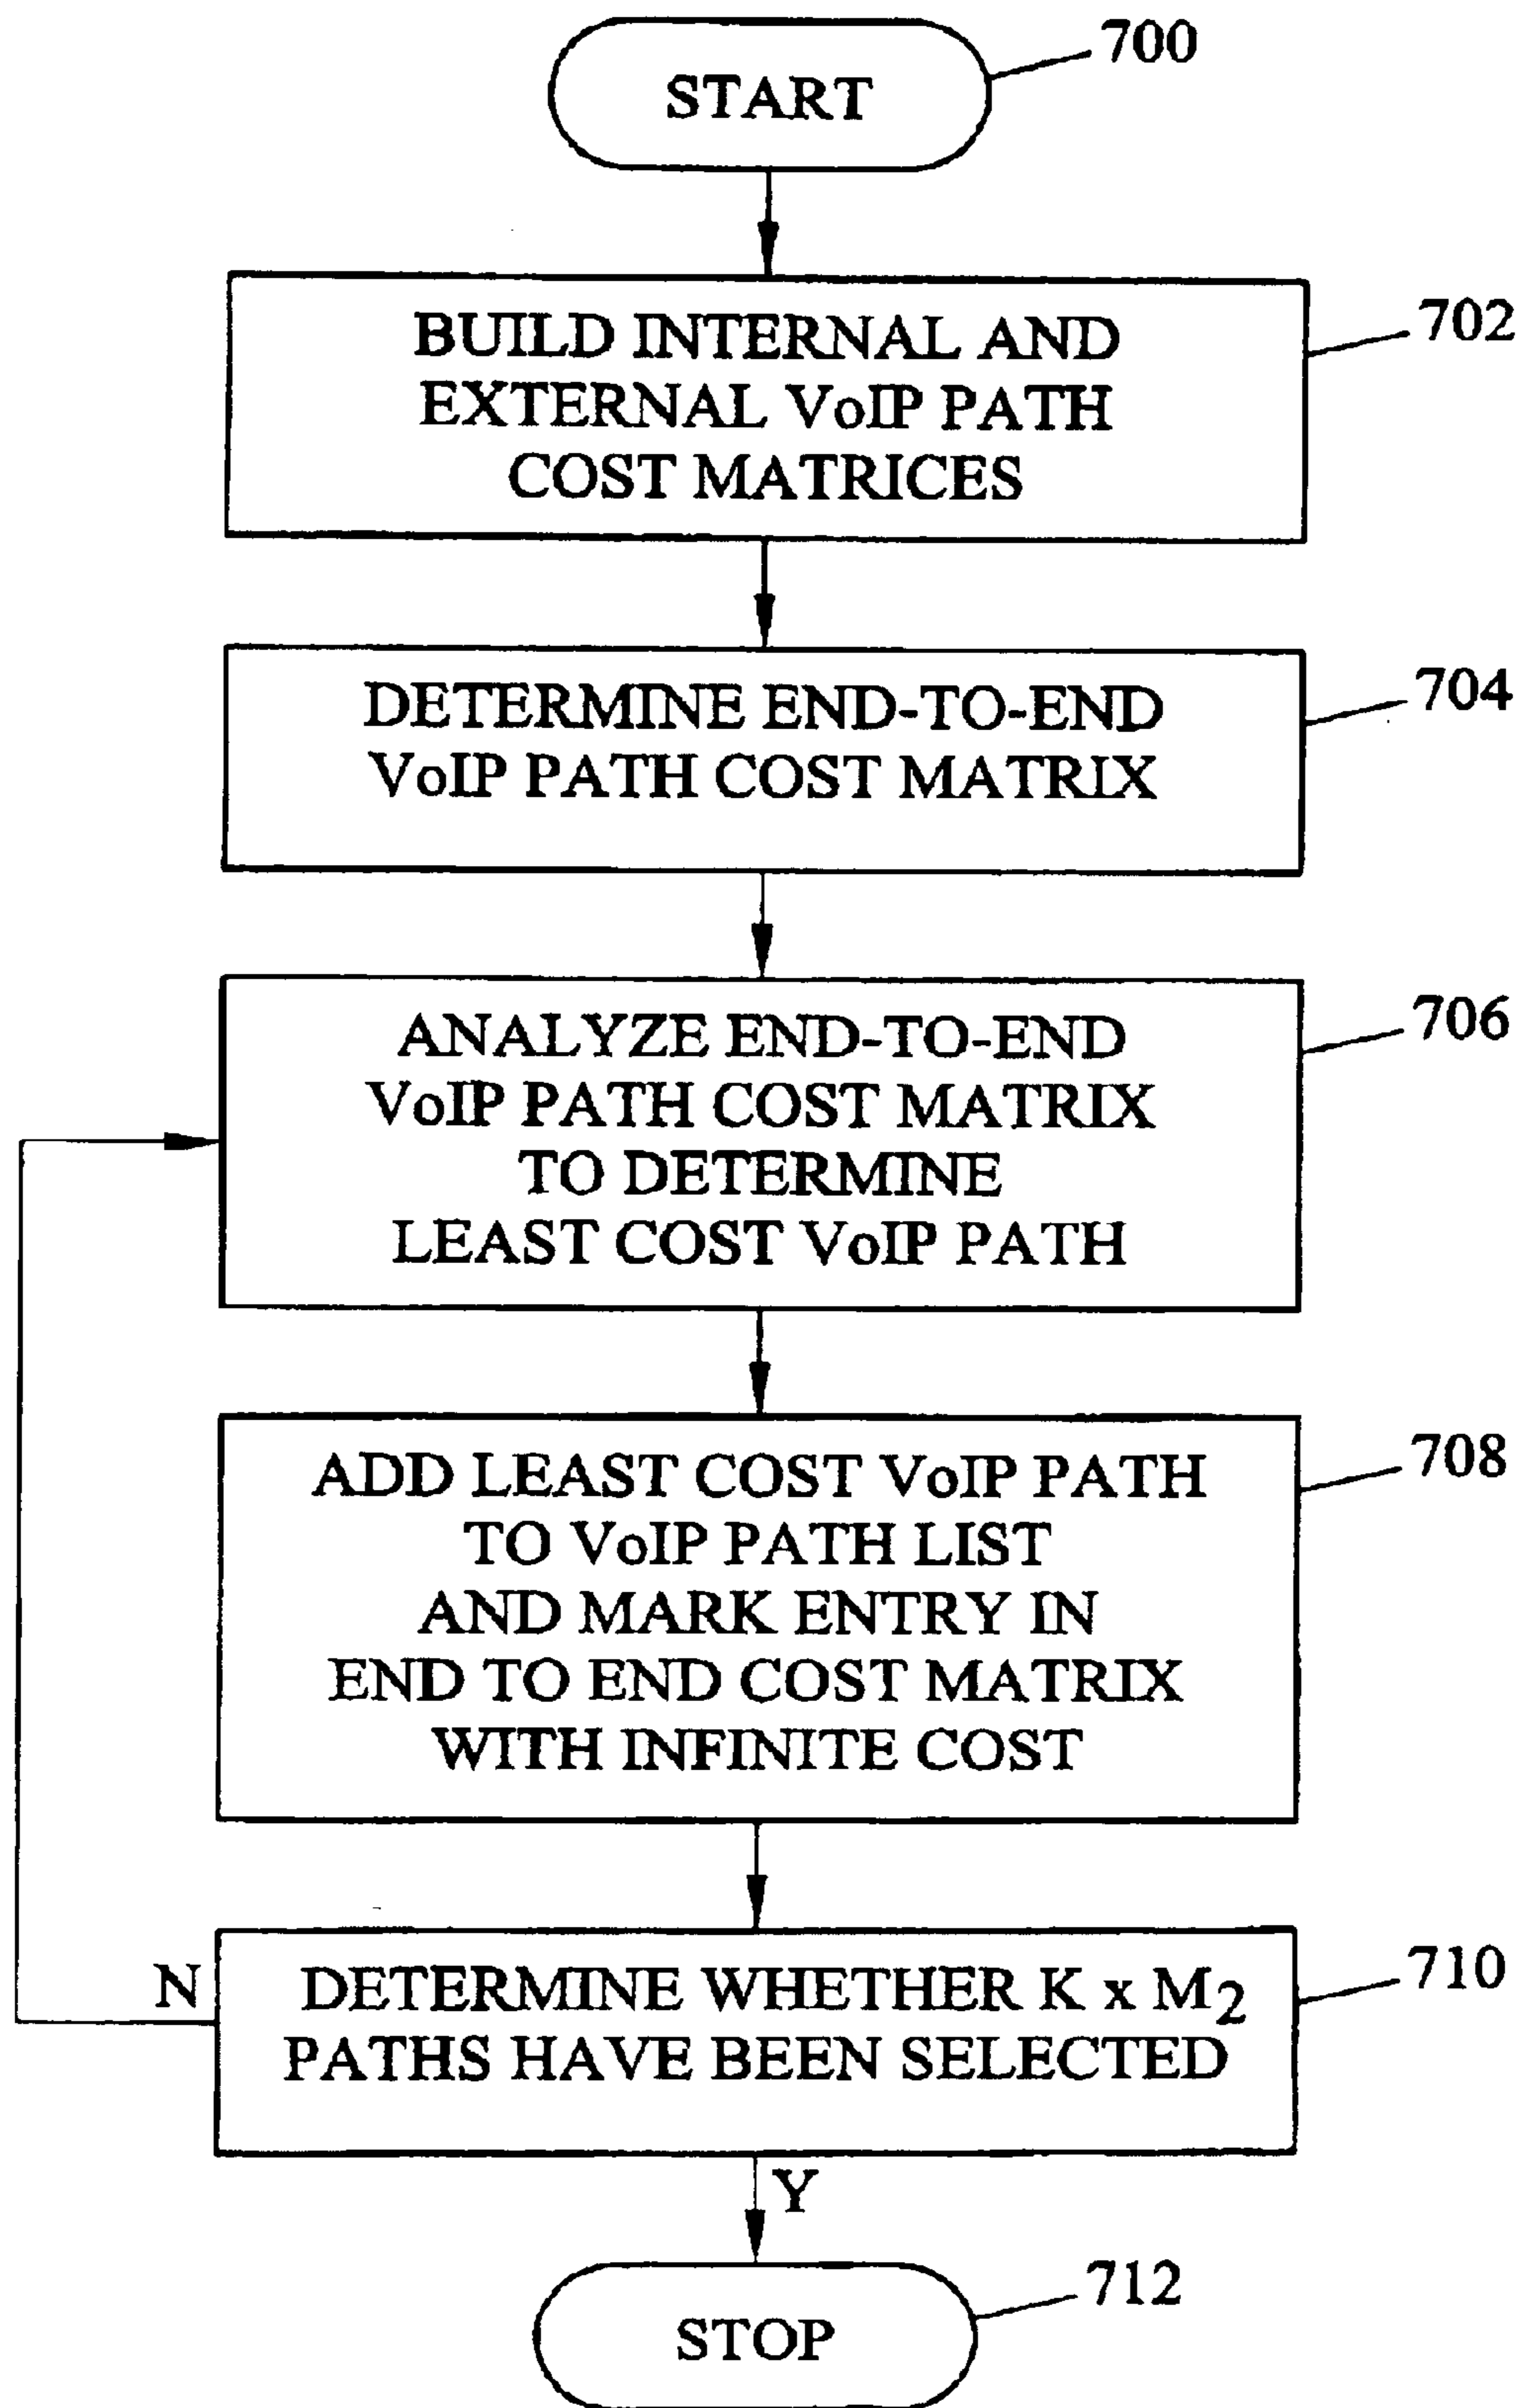 START
700
BUILD INTERNAL AND
EXTERNAL VoIP PATH
COST MATRICES
702
DETERMINE END-TO-END
VoIP PATH COST MATRIX
704
ANALYZE END-TO-END
VoIP PATH COST MATRIX
TO DETERMINE
LEAST COST VoIP PATH
706
ADD LEAST COST VoIP PATH
TO VoIP PATH LIST
AND MARK ENTRY IN
END TO END COST MATRIX
WITH INFINITE COST
708
N
DETERMINE WHETHER K x M₂
PATHS HAVE BEEN SELECTED
710
Y
STOP
712